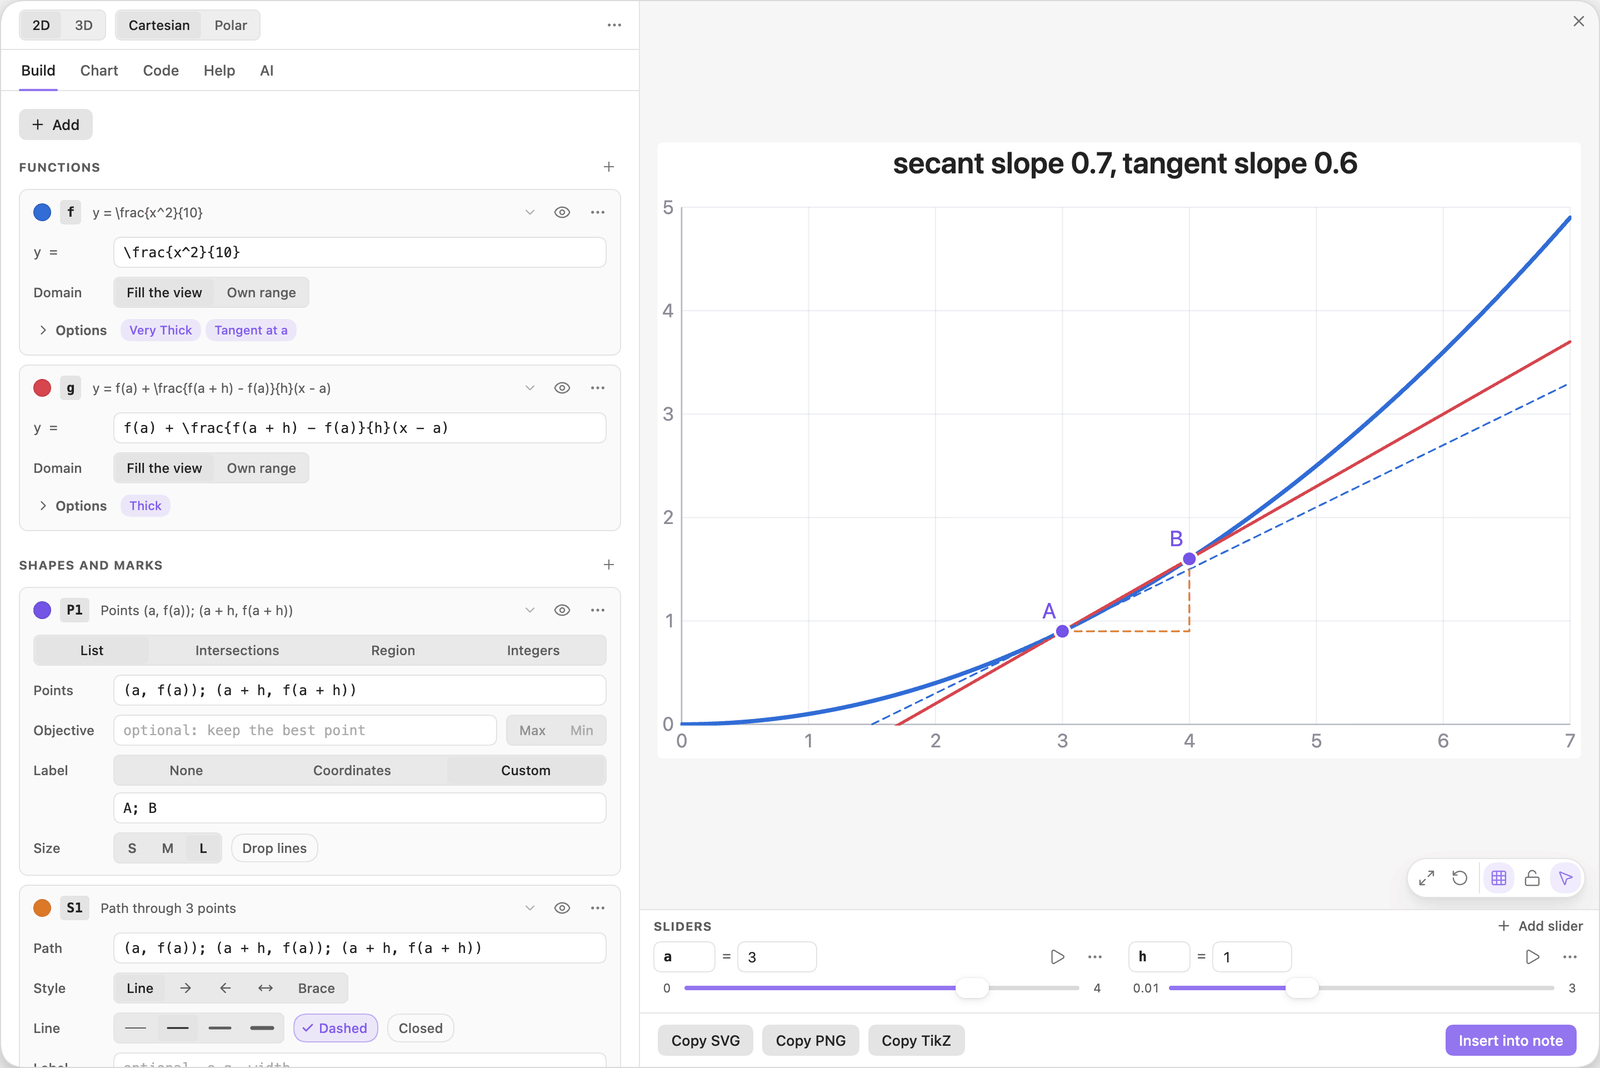 2D 3D Cartesian Polar
Build Chart Code Help AI
+ Add
FUNCTIONS
f y = \frac{x^2}{10}
y = \frac{x^2}{10}
Domain Fill the view Own range
Options Very Thick Tangent at a
g y = f(a) + \frac{f(a + h) - f(a)}{h}(x - a)
y = f(a) + \frac{f(a + h) - f(a)}{h}(x - a)
Domain Fill the view Own range
Options Thick
SHAPES AND MARKS
P1 Points (a, f(a)); (a + h, f(a + h))
List Intersections Region Integers
Points (a, f(a)); (a + h, f(a + h))
Objective optional: keep the best point Max Min
Label None Coordinates Custom
A; B
Size S M L Drop lines
S1 Path through 3 points
Path (a, f(a)); (a + h, f(a)); (a + h, f(a + h))
Style Line → ← ↔ Brace
Line Dashed Closed
Label optional, e.g. width
secant slope 0.7, tangent slope 0.6
5
4
3
2
1
0
B
A
0 1 2 3 4 5 6 7
SLIDERS + Add slider
a = 3 h = 1
0 4 0.01 3
Copy SVG Copy PNG Copy TikZ Insert into note